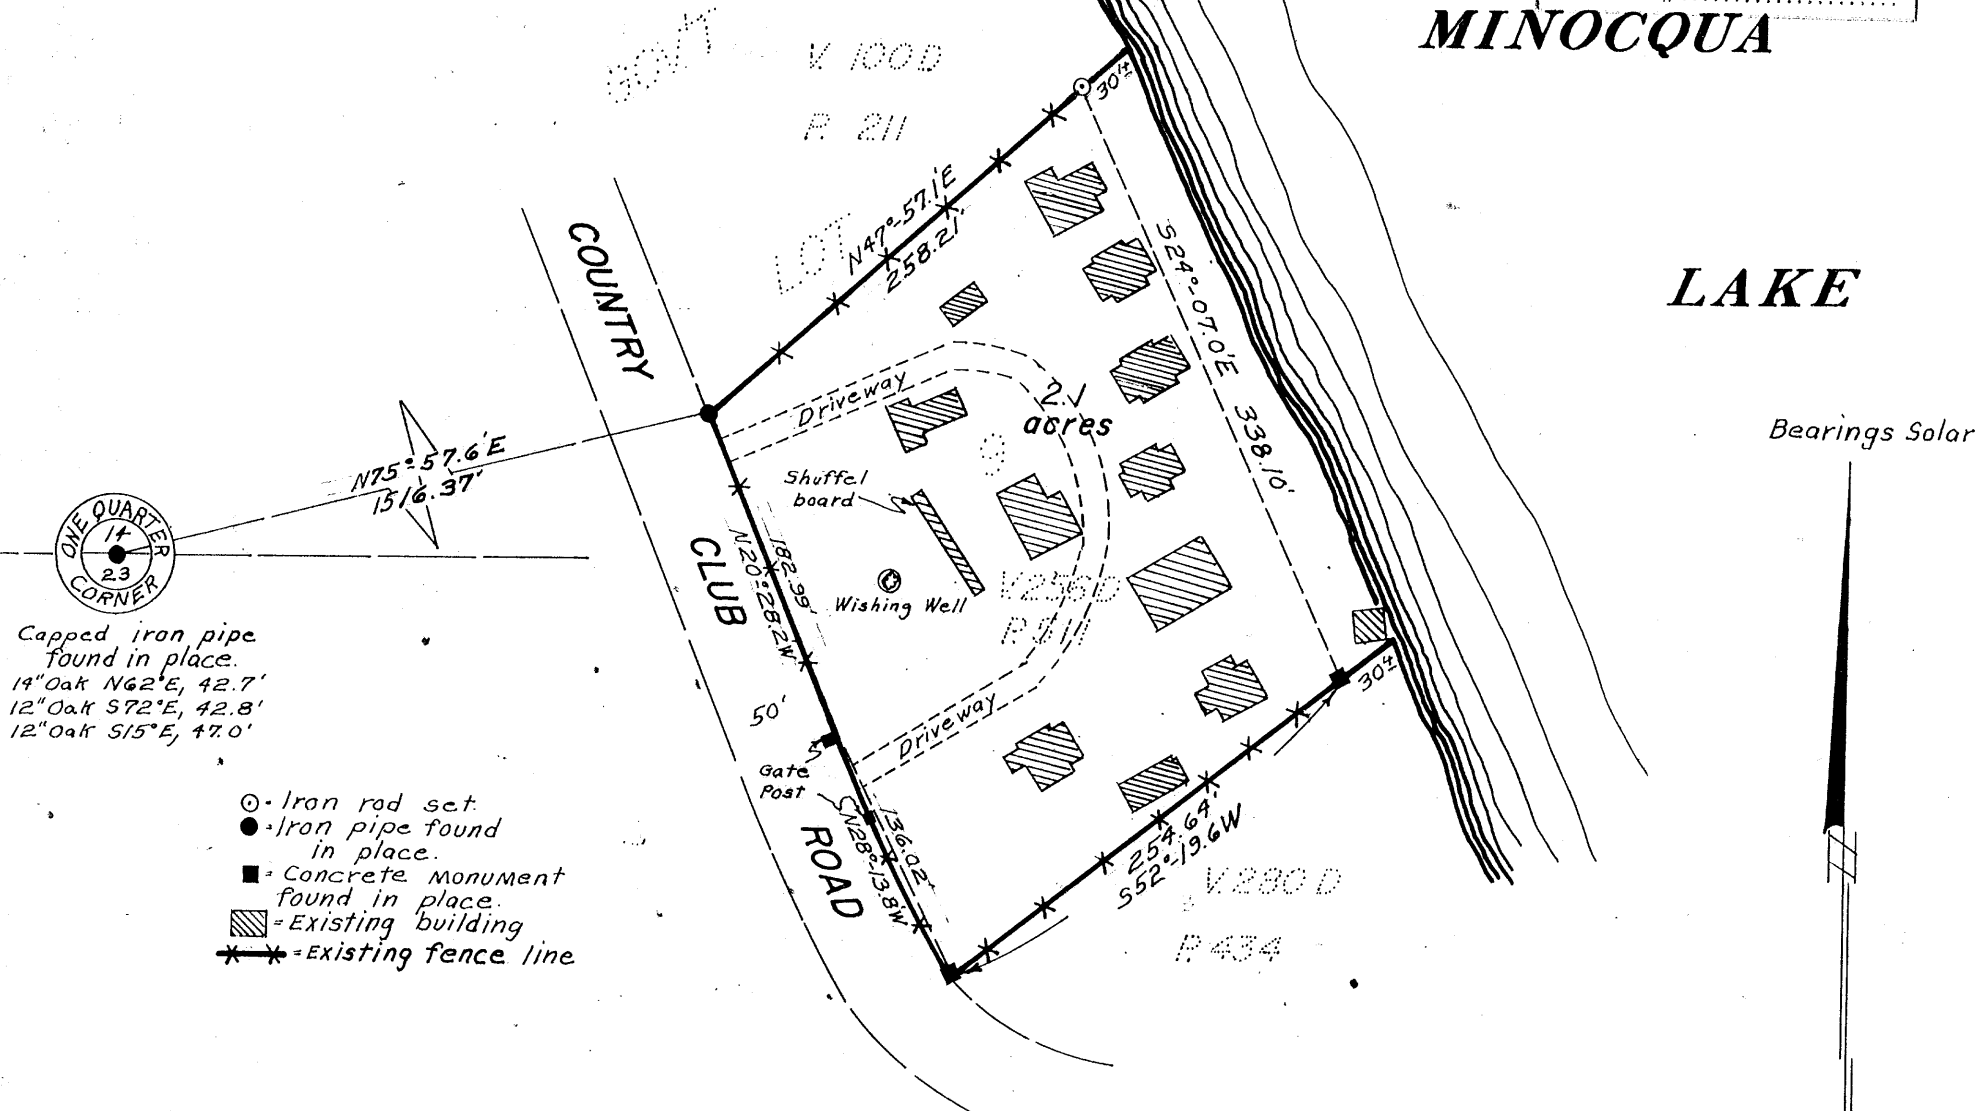 MINOCQUA
LAKE
GOV'T
LOT
9
V. 100 D
P. 211
30'±
N47°-57.1'E
258.21'
S24°-07.0'E 338.10'
COUNTRY
CLUB
ROAD
Driveway
2.1
acres
Shuffel
board
Wishing Well
V.256D
N75°-57.6'E
1516.37'
ONE QUARTER
14
23
CORNER
Capped iron pipe
found in place.
14"Oak N62°E, 42.7'
12"Oak S72°E, 42.8'
12"Oak S15°E, 47.0'
182.99'
N20°-28.2'W
50'
Gate
Post
Driveway
136.02'
N28°-13.8'W
30'±
254.64'
S52°-19.6'W
V.280 D
P. 434
Bearings Solar
- Iron rod set.
= Iron pipe found
in place.
= Concrete monument
found in place.
= Existing building
= Existing fence line